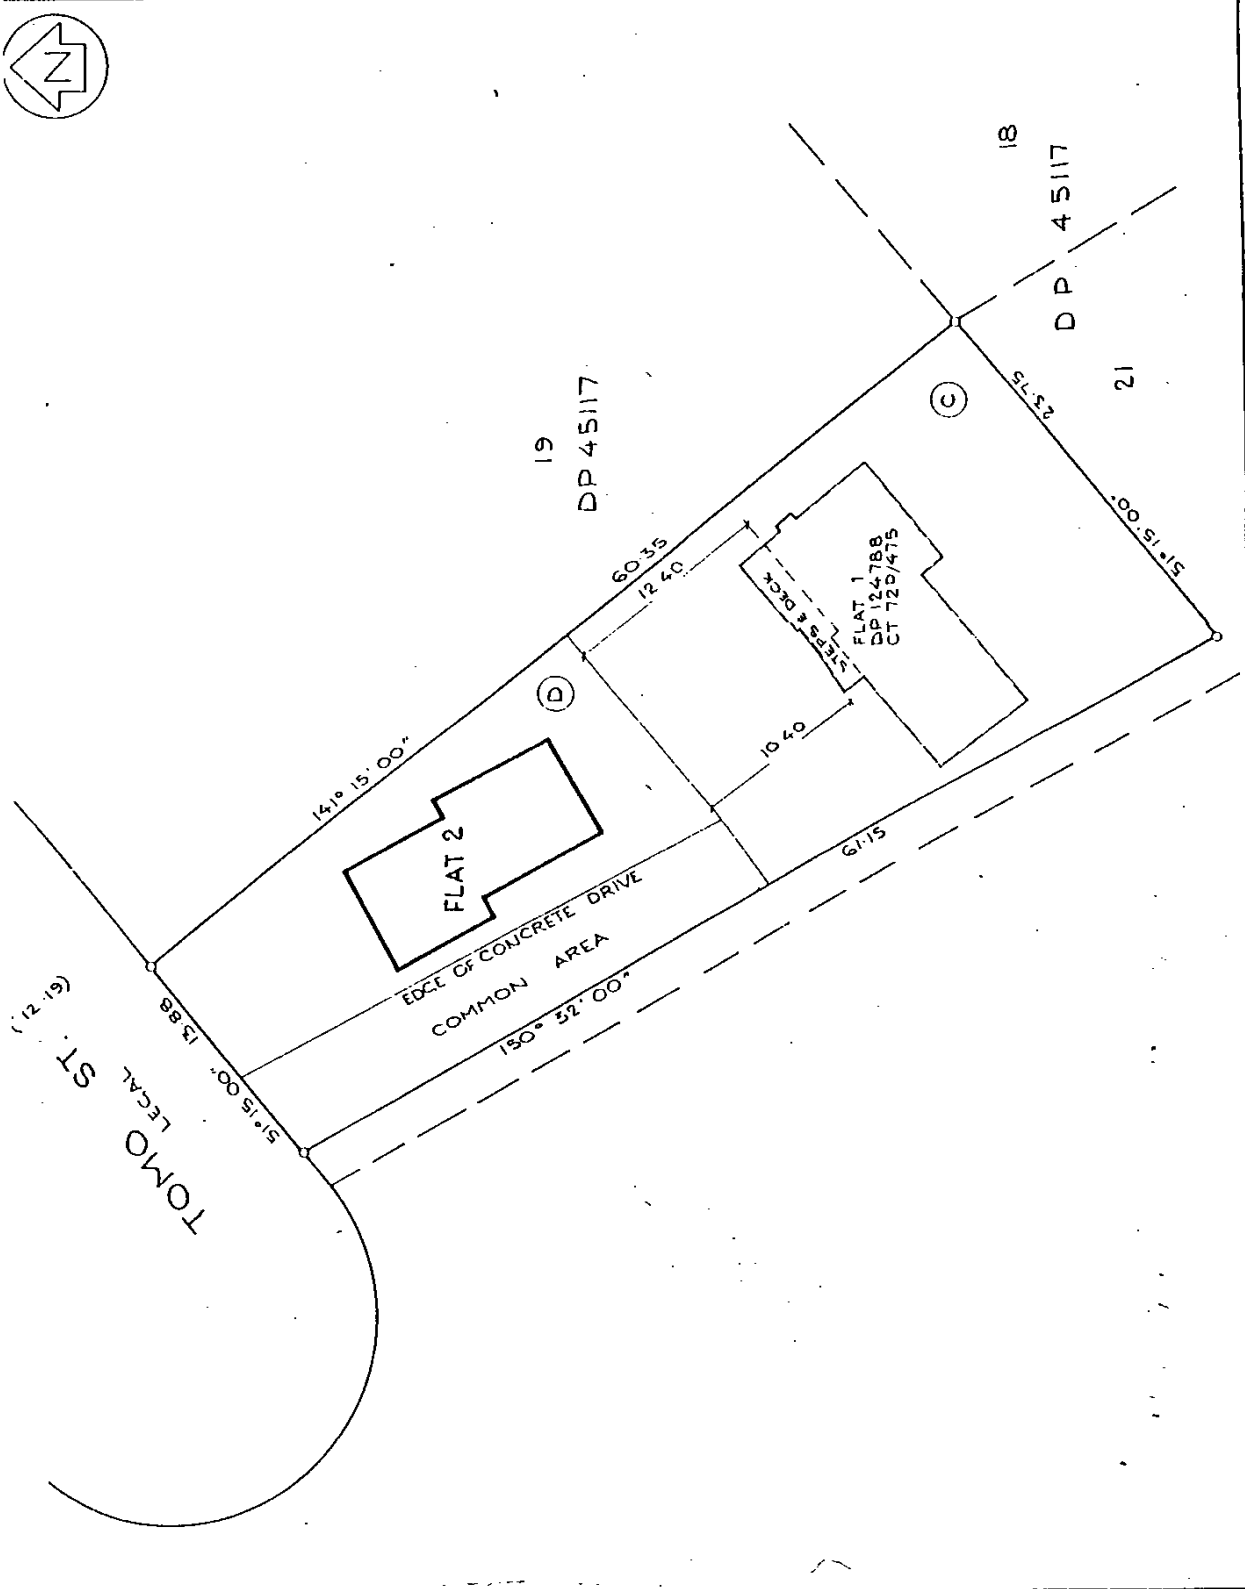 N
18
DP 45117
21
19
DP 45117
C
23.75
51° 15' 00"
60.35
12.40
STEPS & DECK
FLAT 1
DP 124788
CT 72D/475
D
10.40
141° 15' 00"
FLAT 2
61.15
EDGE OF CONCRETE DRIVE
COMMON AREA
150° 52' 00"
13.88
51° 15' 00"
TOMO ST.
LEGAL
(12.19)